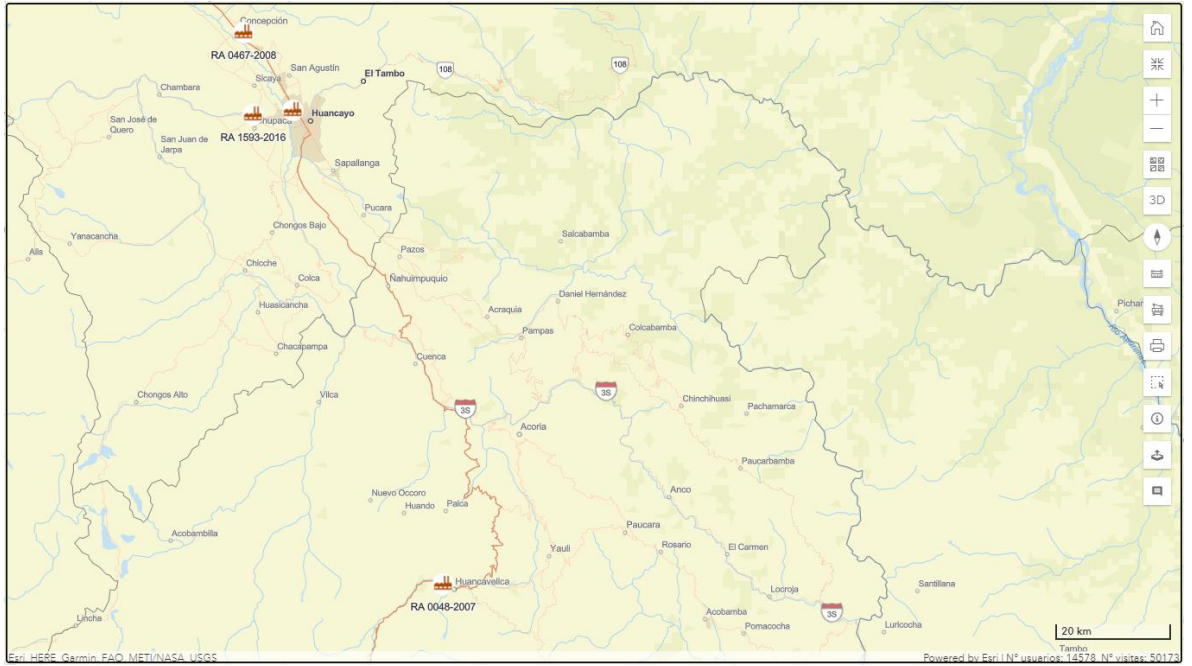 Concepción
RA 0467-2008
San Agustín
Sicaya
El Tambo
108
108
Chambara
Huancayo
San José de
Quero
RA 1593-2016
San Juan de
Jarpa
Sapallanga
3D
Pucara
Chongos Bajo
Salcabamba
Yanacancha
Alis
Pazos
Chicche
Colca
Ñahuimpuquio
Daniel Hernández
Huasicancha
Acraquia
Pichar
Pampas
Colcabamba
Chacapampa
Cuenca
Chongos Alto
Vilca
3S
3S
Chinchihuasi
Pachamarca
Acoria
Paucarbamba
Nuevo Occoro
Huando
Palca
Anco
Acobambilla
Paucara
Rosario
Yauli
El Carmen
Huancavelica
RA 0048-2007
Locroja
Santillana
Lincha
Acobamba
3S
Pomacocha
Luricocha
20 km
Tambo
Esri, HERE, Garmin, FAO, METI/NASA, USGS
Powered by Esri | N° usuarios: 14578, N° visitas: 50173